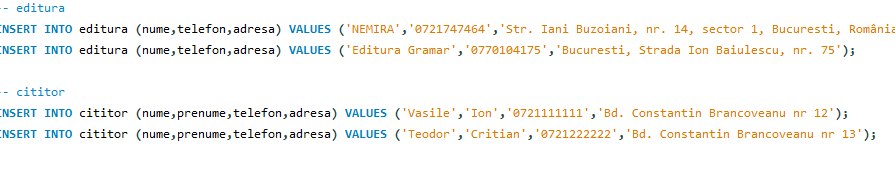 -- editura
INSERT INTO editura (nume,telefon,adresa) VALUES ('NEMIRA','0721747464','Str. Iani Buzoiani, nr. 14, sector 1, Bucuresti, România
INSERT INTO editura (nume,telefon,adresa) VALUES ('Editura Gramar','0770104175','Bucuresti, Strada Ion Baiulescu, nr. 75');
-- cititor
INSERT INTO cititor (nume,prenume,telefon,adresa) VALUES ('Vasile','Ion','0721111111','Bd. Constantin Brancoveanu nr 12');
INSERT INTO cititor (nume,prenume,telefon,adresa) VALUES ('Teodor','Critian','0721222222','Bd. Constantin Brancoveanu nr 13');